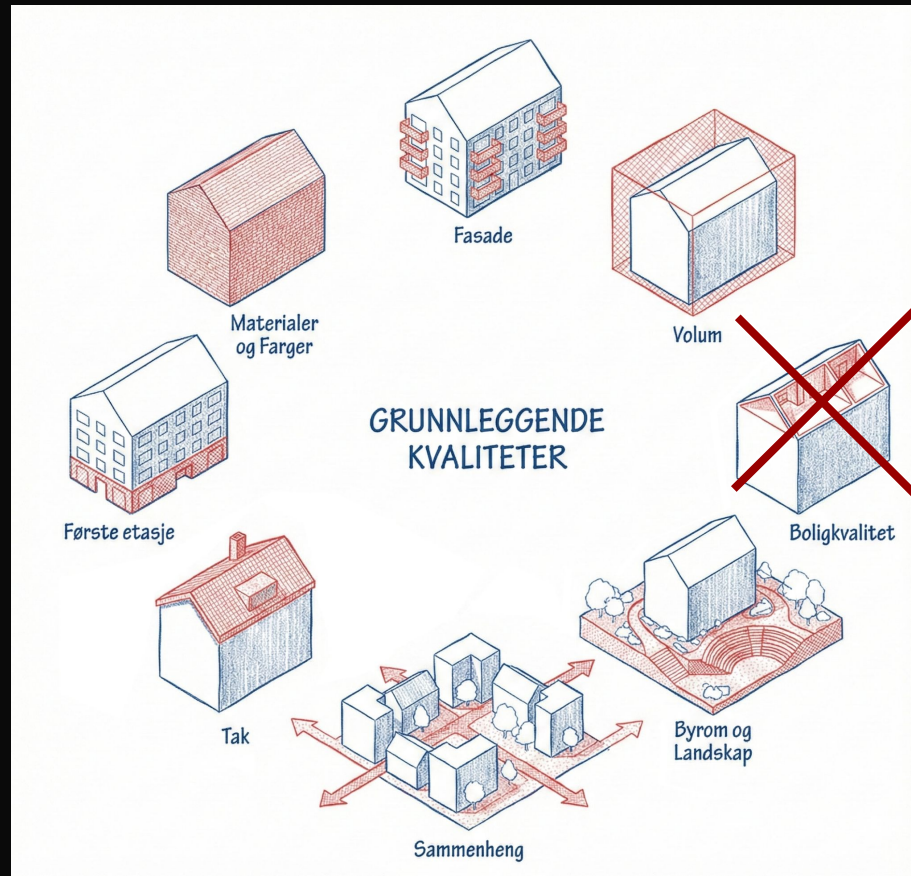 Fasade
Materialer
og Farger
Volum
GRUNNLEGGENDE
KVALITETER
Første etasje
Boligkvalitet
Tak
Byrom og
Landskap
Sammenheng